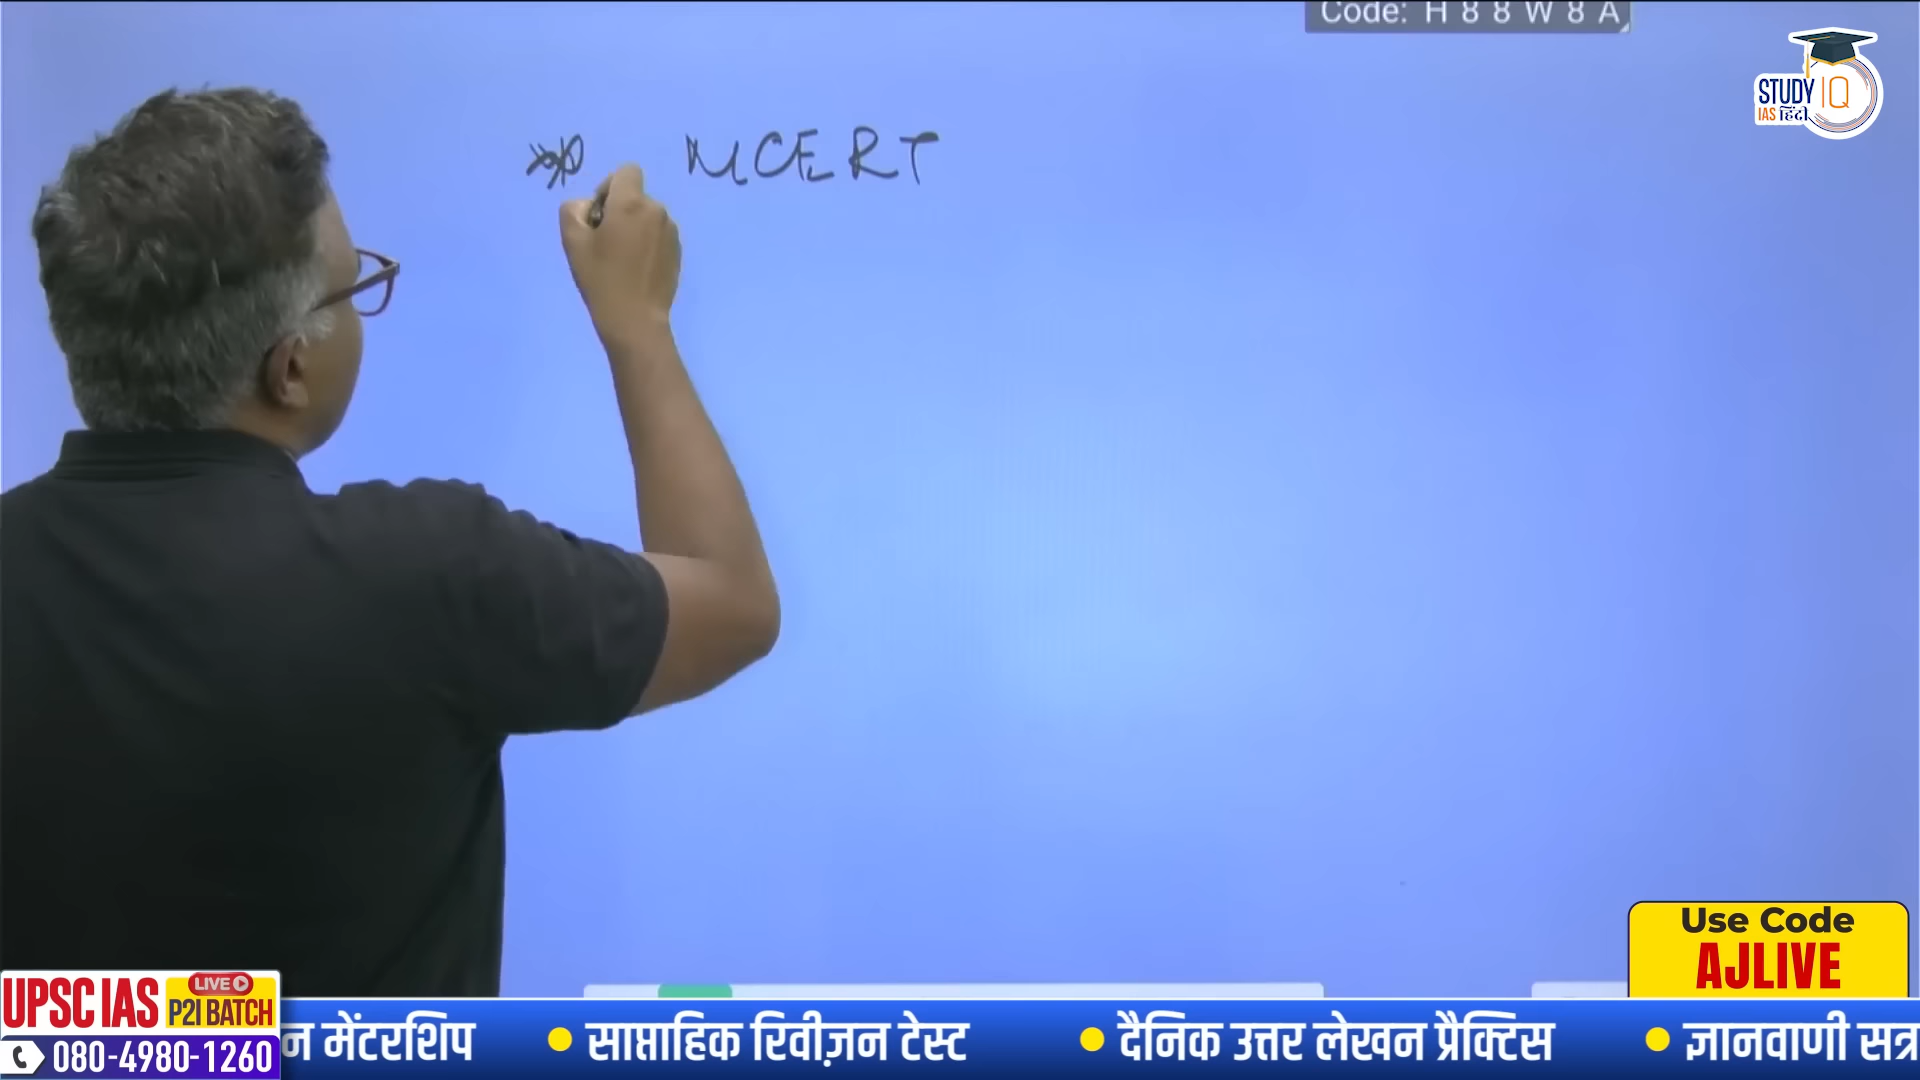 Code: H 8 8 W 8 A
STUDY IQ
IAS हिंदी
NCERT
Use Code
AJLIVE
UPSC IAS LIVE
P2I BATCH
080-4980-1260
न मेंटरशिप • साप्ताहिक रिवीज़न टेस्ट • दैनिक उत्तर लेखन प्रैक्टिस • ज्ञानवाणी सत्र